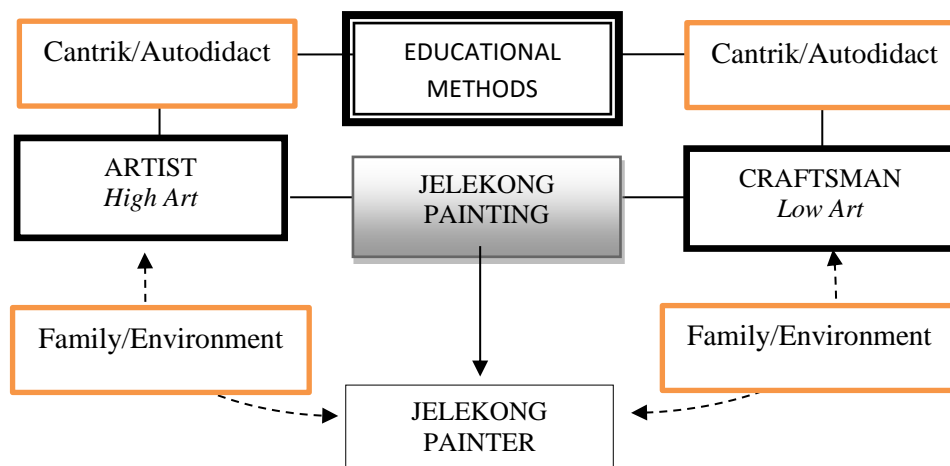 Cantrik/Autodidact
EDUCATIONAL
METHODS
Cantrik/Autodidact
ARTIST
High Art
JELEKONG
PAINTING
CRAFTSMAN
Low Art
Family/Environment
Family/Environment
JELEKONG
PAINTER